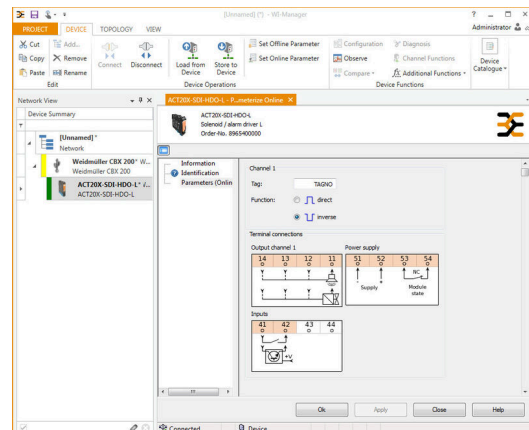 [Unnamed] (*) - WI-Manager
PROJECT DEVICE TOPOLOGY VIEW Administrator
Cut Add...
Copy Remove
Paste Rename
Edit
Connect Disconnect
Load from Device Store to Device
Set Offline Parameter
Set Online Parameter
Device Operations
Configuration Diagnosis
Observe Channel Functions
Compare Additional Functions
Device Functions
Device Catalogue
Network View
Device Summary
[Unnamed] *
Network
Weidmüller CBX 200* W...
Weidmüller CBX 200
ACT20X-SDI-HDO-L* /...
ACT20X-SDI-HDO-L
ACT20X-SDI-HDO-L - P...meterize Online
ACT20X-SDI-HDO-L
Solenoid / alarm driver L
Order-No. 8965400000
Information
Identification
Parameters (Onlin
Channel 1
Tag: TAGNO
Function: direct
inverse
Terminal connections
Output channel 1 Power supply
14 13 12 11 51 52 53 54
- + NC
Supply Module state
Inputs
41 42 43 44
+V
Ok Apply Close Help
Connected Device